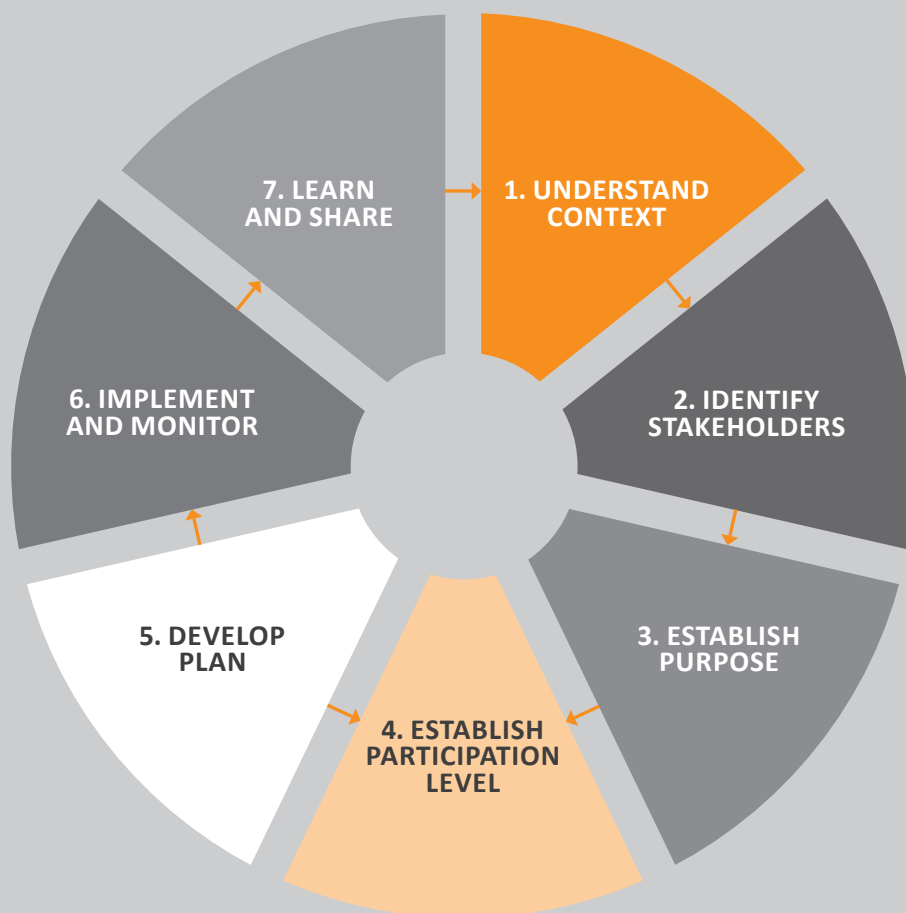 1. UNDERSTAND
CONTEXT
2. IDENTIFY
STAKEHOLDERS
3. ESTABLISH
PURPOSE
4. ESTABLISH
PARTICIPATION
LEVEL
5. DEVELOP
PLAN
6. IMPLEMENT
AND MONITOR
7. LEARN
AND SHARE